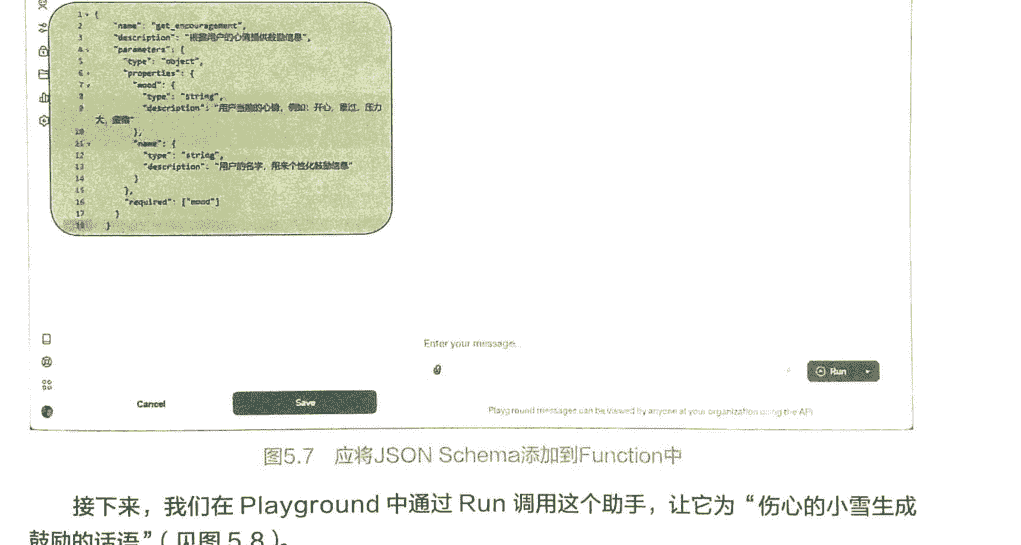 1 {
2 "name": "get_encouragement",
3 "description": "根据用户的心情提供鼓励信息",
4 "parameters": {
5 "type": "object",
6 "properties": {
7 "mood": {
8 "type": "string",
9 "description": "用户当前的心情，例如：开心，难过，压力
大，疲惫"
10 },
11 "name": {
12 "type": "string",
13 "description": "用户的名字，用来个性化鼓励信息"
14 }
15 },
16 "required": ["mood"]
17 }
18 }
Enter your message...
Run
Cancel
Save
Playground messages can be viewed by anyone at your organization using the API
图5.7 应将JSON Schema添加到Function中
接下来，我们在 Playground 中通过 Run 调用这个助手，让它为“伤心的小雪生成
鼓励的话语”（见图 5.8）。